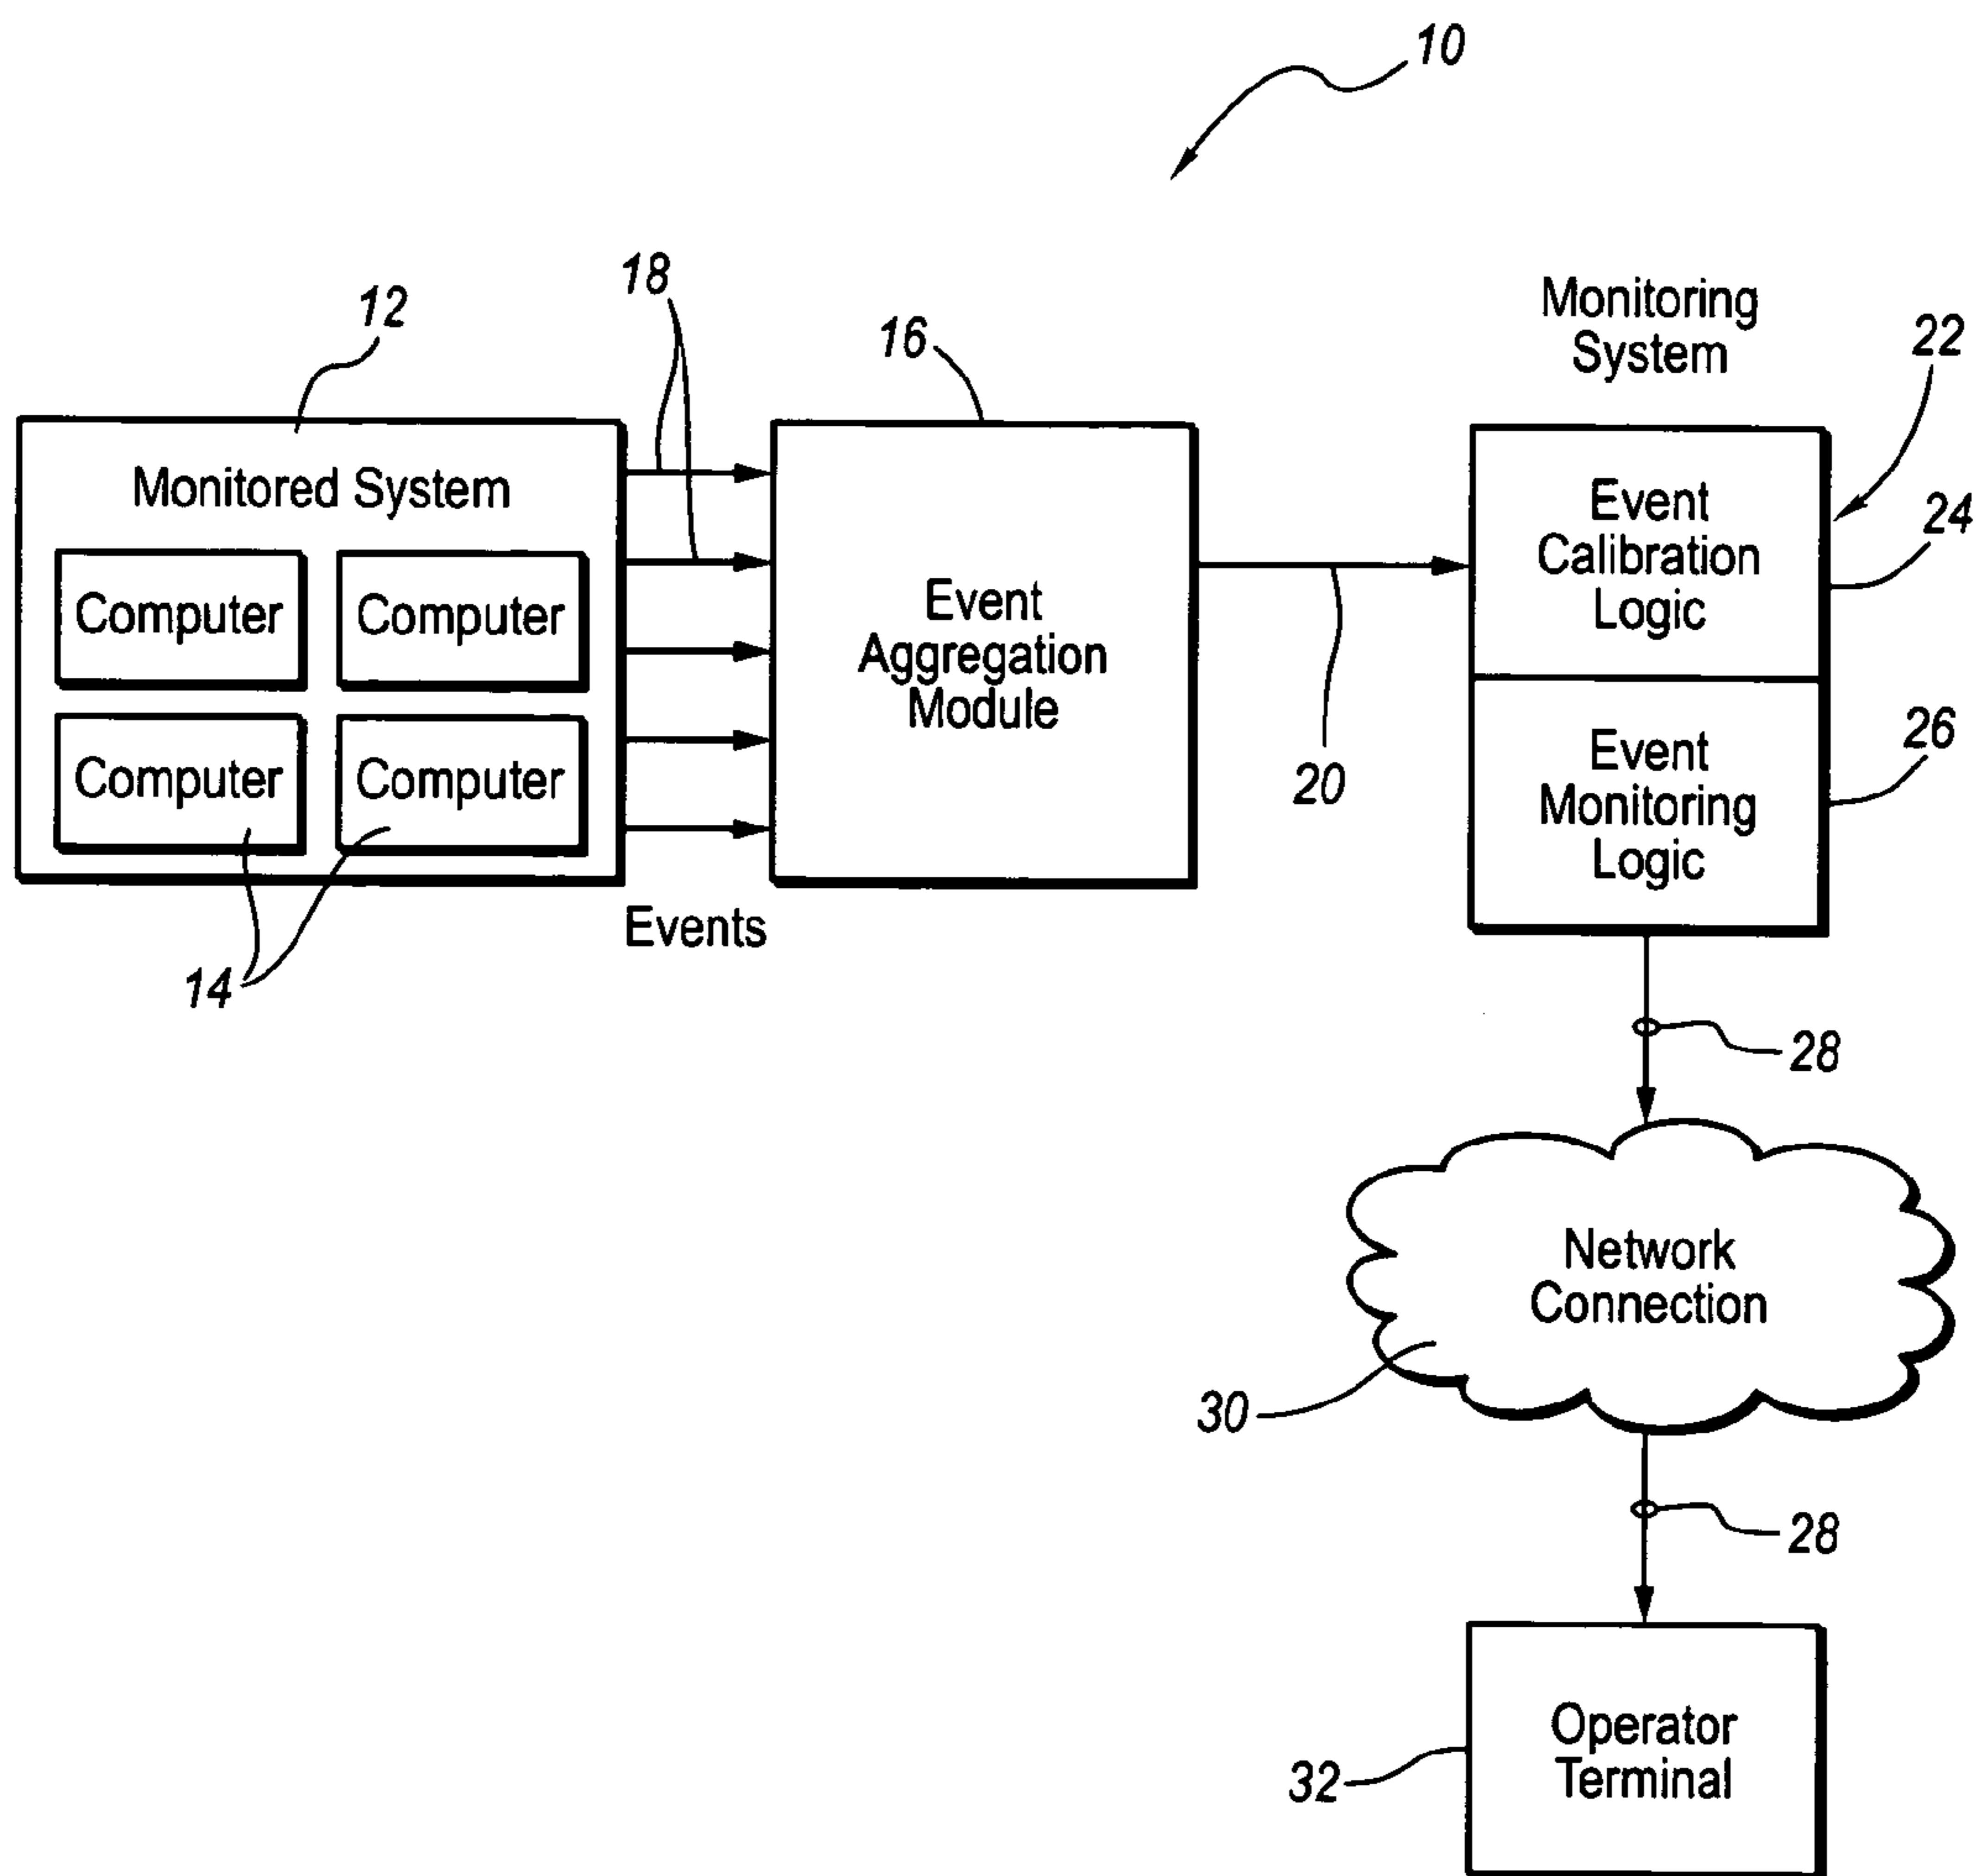 10
18
12
16
Monitoring
System
22
Monitored System
Computer
Computer
Computer
Computer
14
Events
Event
Aggregation
Module
20
Event
Calibration
Logic
24
Event
Monitoring
Logic
26
28
Network
Connection
30
28
Operator
Terminal
32